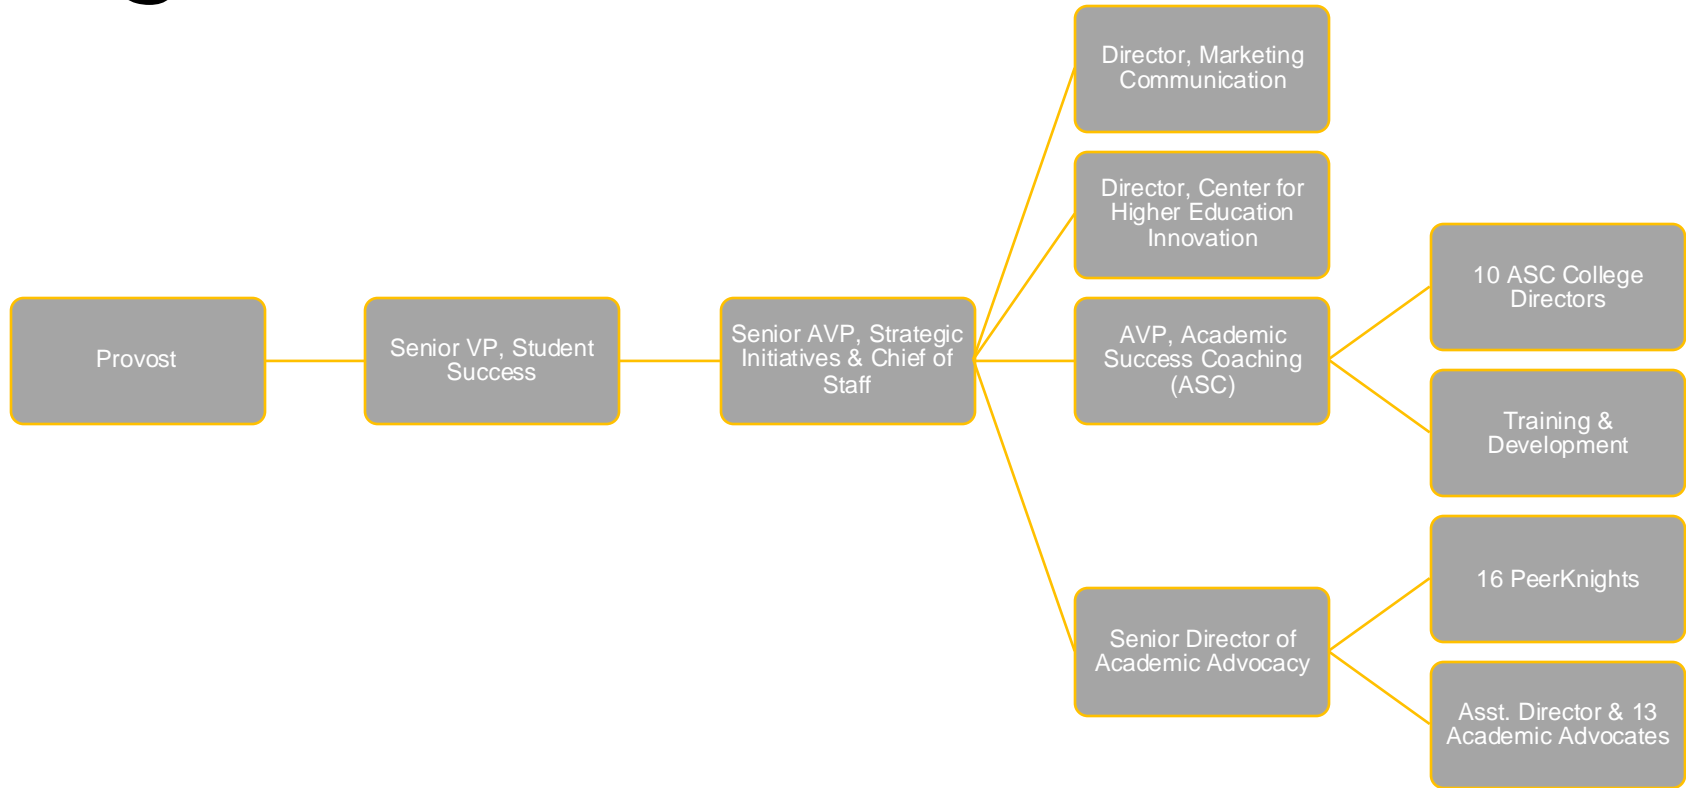 Provost
Senior VP, Student
Success
Senior AVP, Strategic
Initiatives & Chief of
Staff
Director, Marketing
Communication
Director, Center for
Higher Education
Innovation
AVP, Academic
Success Coaching
(ASC)
10 ASC College
Directors
Training &
Development
Senior Director of
Academic Advocacy
16 PeerKnights
Asst. Director & 13
Academic Advocates